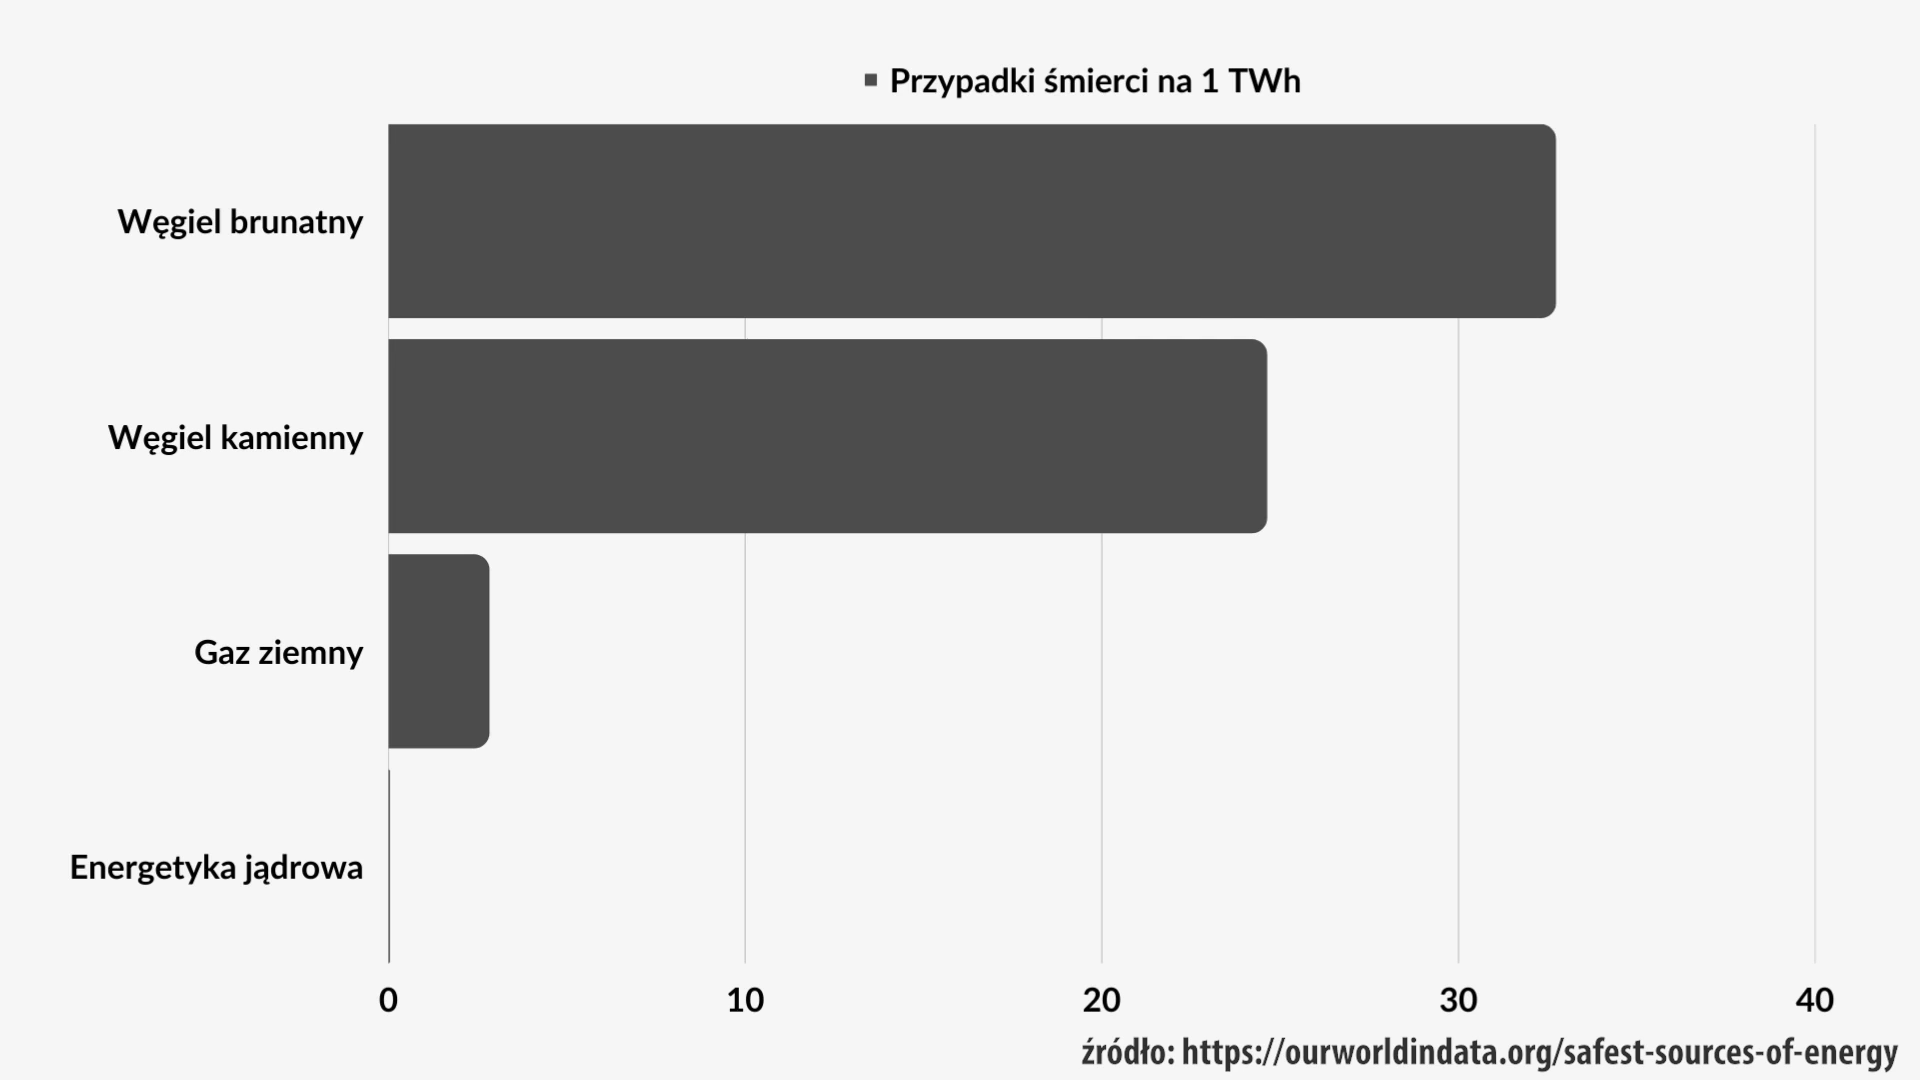 Przypadki śmierci na 1 TWh
Węgiel brunatny
Węgiel kamienny
Gaz ziemny
Energetyka jądrowa
0 10 20 30 40
źródło: https://ourworldindata.org/safest-sources-of-energy